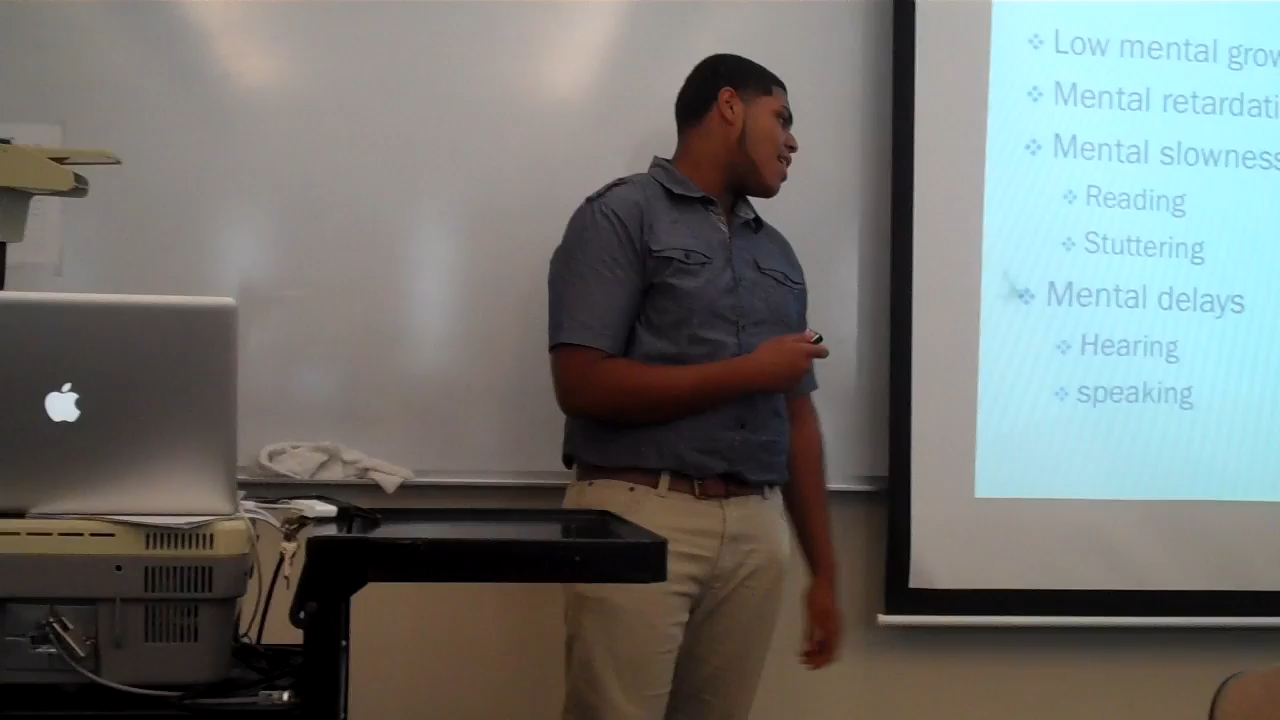 Low mental grow
Mental retardati
Mental slowness
Reading
Stuttering
Mental delays
Hearing
speaking